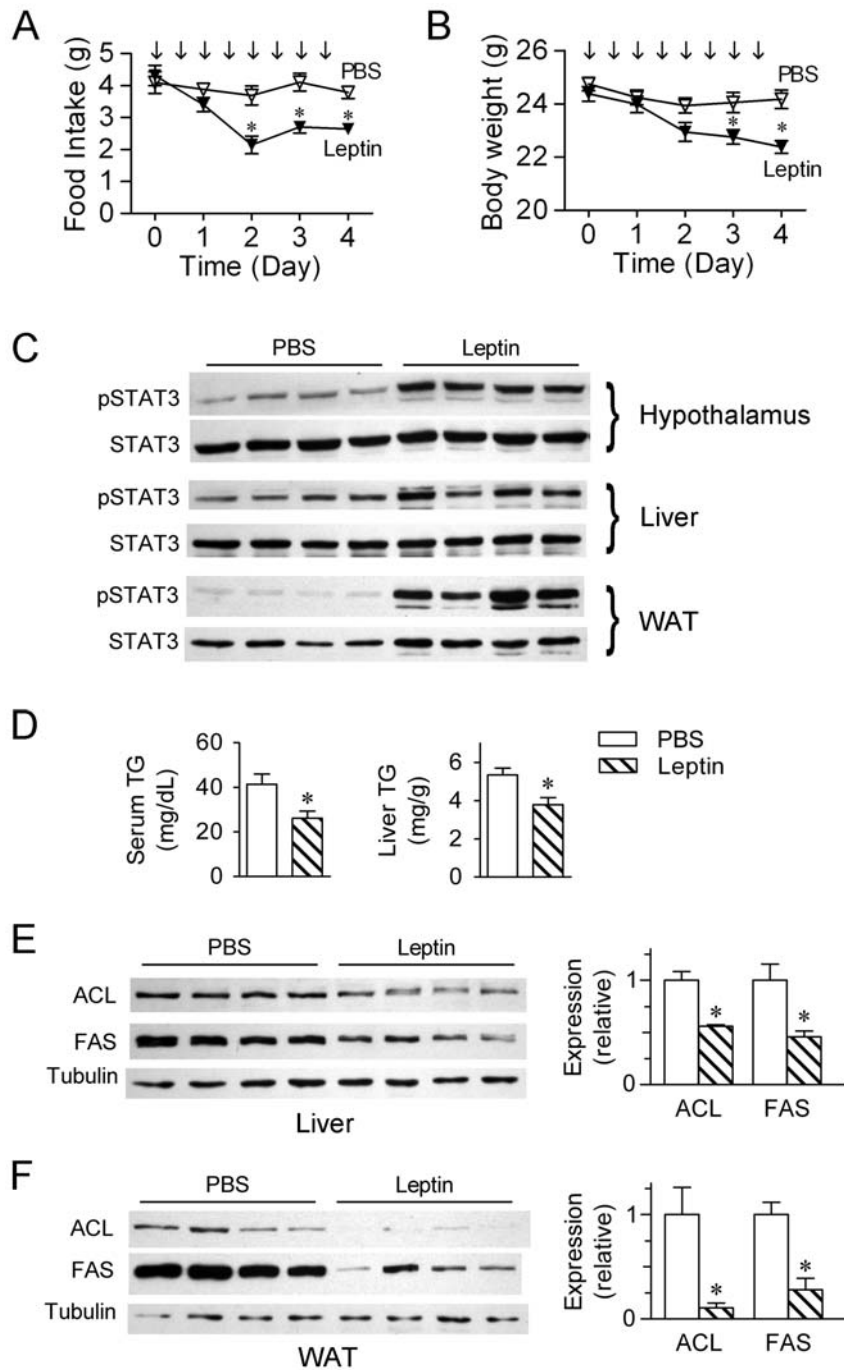 A
↓ ↓ ↓ ↓ ↓ ↓ ↓ ↓
Food Intake (g)
5
4
3
2
1
0
PBS
* * *
Leptin
0 1 2 3 4
Time (Day)
B
↓ ↓ ↓ ↓ ↓ ↓ ↓ ↓
Body weight (g)
26
24
22
20
PBS
* *
Leptin
0 1 2 3 4
Time (Day)
C
PBS Leptin
pSTAT3
STAT3
} Hypothalamus
pSTAT3
STAT3
} Liver
pSTAT3
STAT3
} WAT
D
Serum TG
(mg/dL)
60
40
20
0
*
Liver TG
(mg/g)
6
4
2
0
*
PBS
Leptin
E
PBS Leptin
ACL
FAS
Tubulin
Liver
Expression
(relative)
1
0
* *
ACL FAS
F
PBS Leptin
ACL
FAS
Tubulin
WAT
Expression
(relative)
1
0
* *
ACL FAS